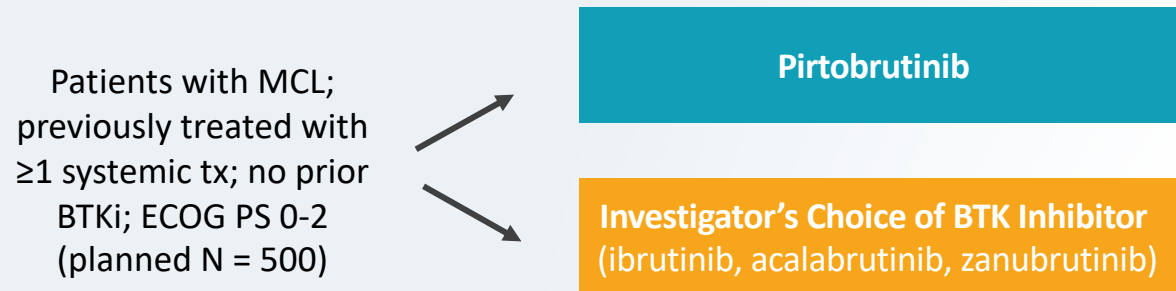 Patients with MCL;
previously treated with
≥1 systemic tx; no prior
BTKi; ECOG PS 0-2
(planned N = 500)
Pirtobrutinib
Investigator’s Choice of BTK Inhibitor
(ibrutinib, acalabrutinib, zanubrutinib)